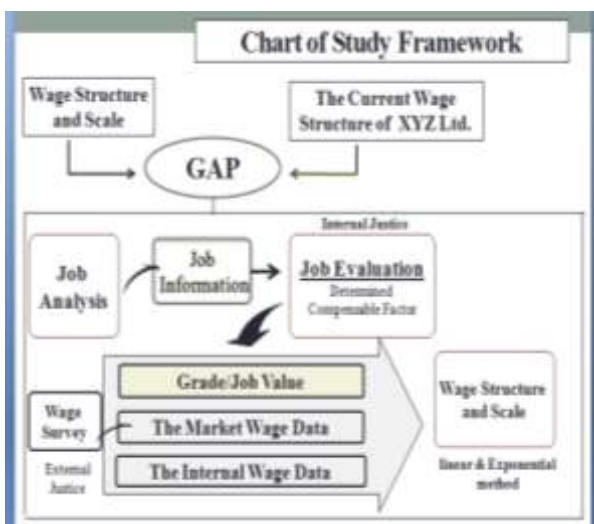 Chart of Study Framework
Wage Structure
and Scale
The Current Wage
Structure of XYZ Ltd.
GAP
Internal Justice
Job
Analysis
Job
Information
Job Evaluation
Determined
Compensable Factor
Grade/Job Value
Wage
Survey
The Market Wage Data
The Internal Wage Data
External
Justice
Wage Structure
and Scale
linear & Exponential
method